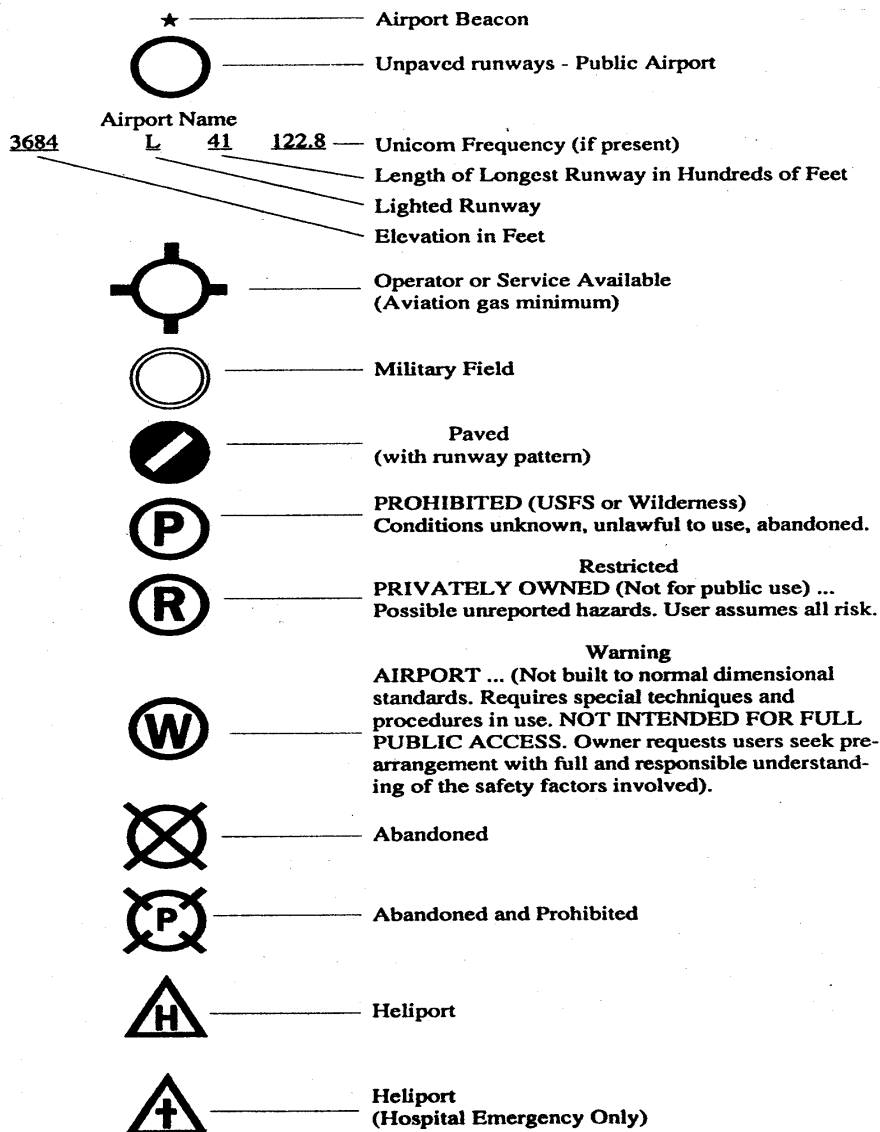 Airport Beacon
Unpaved runways - Public Airport
Airport Name
3684 L 41 122.8 Unicom Frequency (if present)
Length of Longest Runway in Hundreds of Feet
Lighted Runway
Elevation in Feet
Operator or Service Available
(Aviation gas minimum)
Military Field
Paved
(with runway pattern)
P
PROHIBITED (USFS or Wilderness)
Conditions unknown, unlawful to use, abandoned.
R
Restricted
PRIVATELY OWNED (Not for public use) ...
Possible unreported hazards. User assumes all risk.
W
Warning
AIRPORT ... (Not built to normal dimensional
standards. Requires special techniques and
procedures in use. NOT INTENDED FOR FULL
PUBLIC ACCESS. Owner requests users seek pre-
arrangement with full and responsible understand-
ing of the safety factors involved).
Abandoned
P
Abandoned and Prohibited
H
Heliport
Heliport
(Hospital Emergency Only)